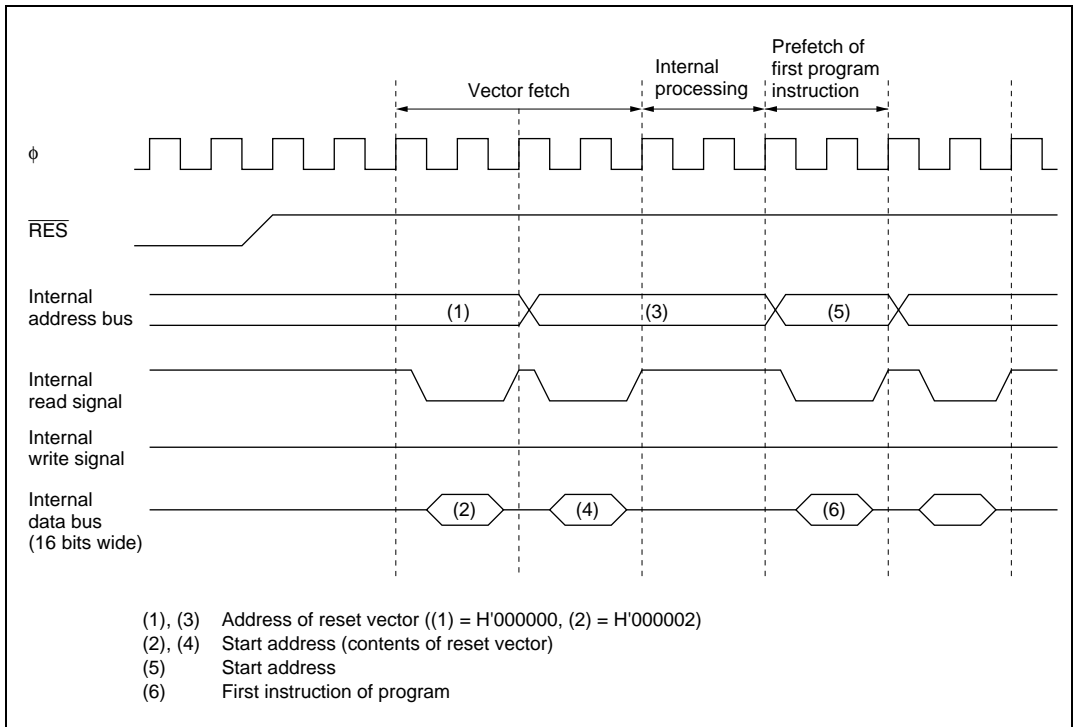 Prefetch of
first program
instruction
Internal
processing
Vector fetch
φ
RES
Internal
address bus
(1)
(3)
(5)
Internal
read signal
Internal
write signal
Internal
data bus
(16 bits wide)
(2)
(4)
(6)
(1), (3) Address of reset vector ((1) = H'000000, (2) = H'000002)
(2), (4) Start address (contents of reset vector)
(5) Start address
(6) First instruction of program